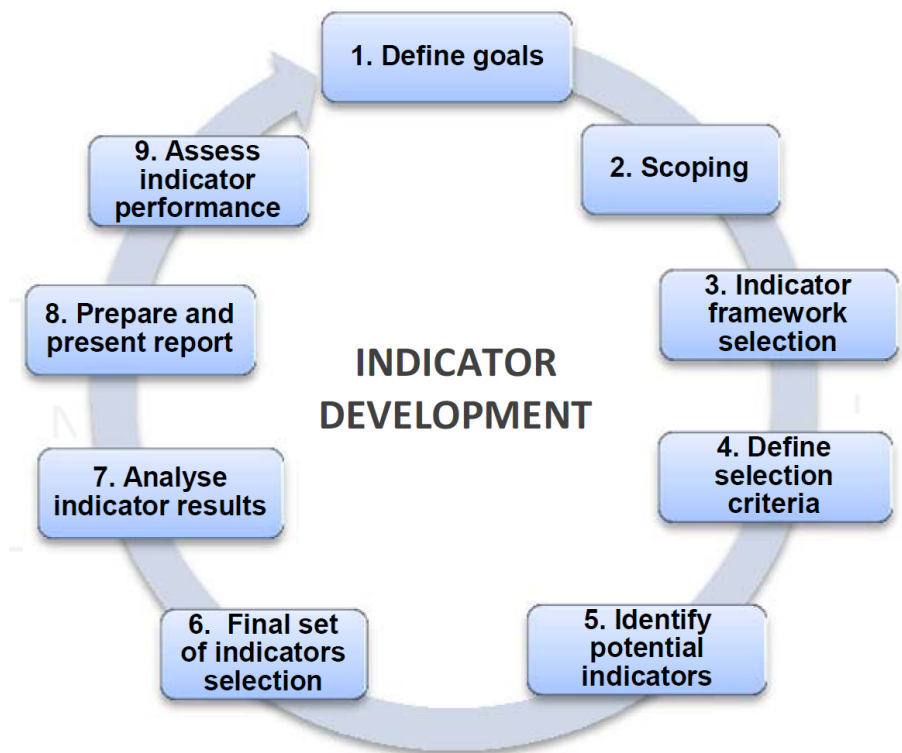 1. Define goals
2. Scoping
3. Indicator
framework
selection
4. Define
selection
criteria
5. Identify
potential
indicators
6. Final set
of indicators
selection
7. Analyse
indicator results
8. Prepare and
present report
9. Assess
indicator
performance
INDICATOR
DEVELOPMENT